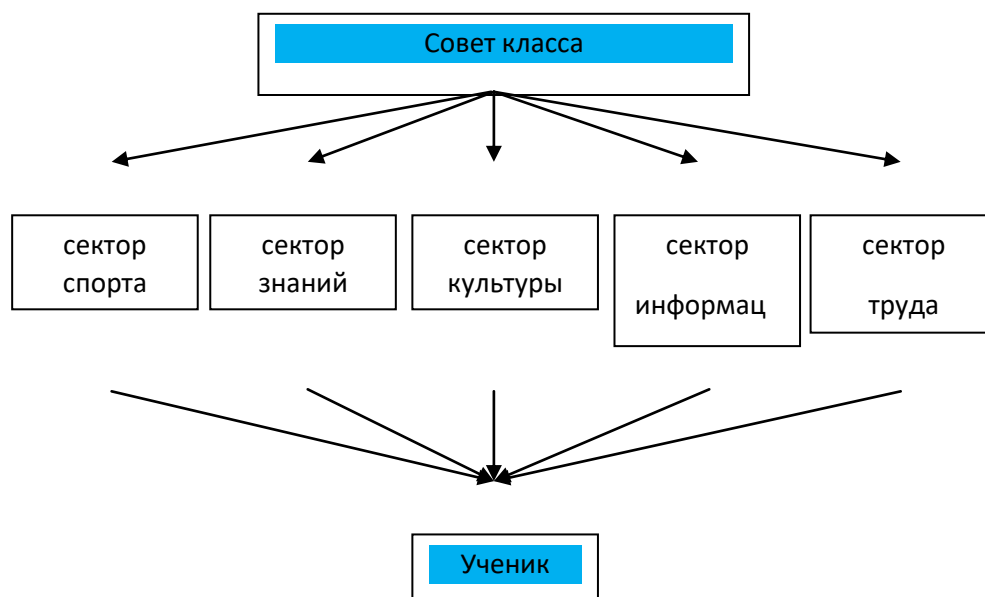 Совет класса
сектор
спорта
сектор
знаний
сектор
культуры
сектор
информац
сектор
труда
Ученик